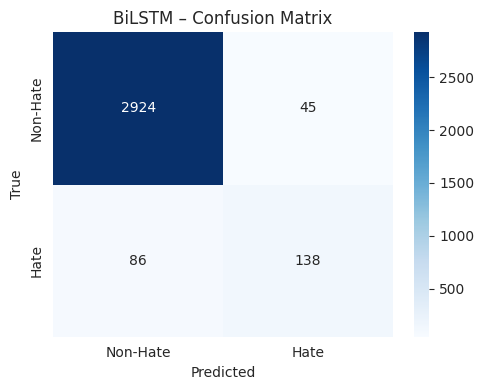 BiLSTM – Confusion Matrix
True
Non-Hate
2924
45
Hate
86
138
Non-Hate
Hate
Predicted
2500
2000
1500
1000
500